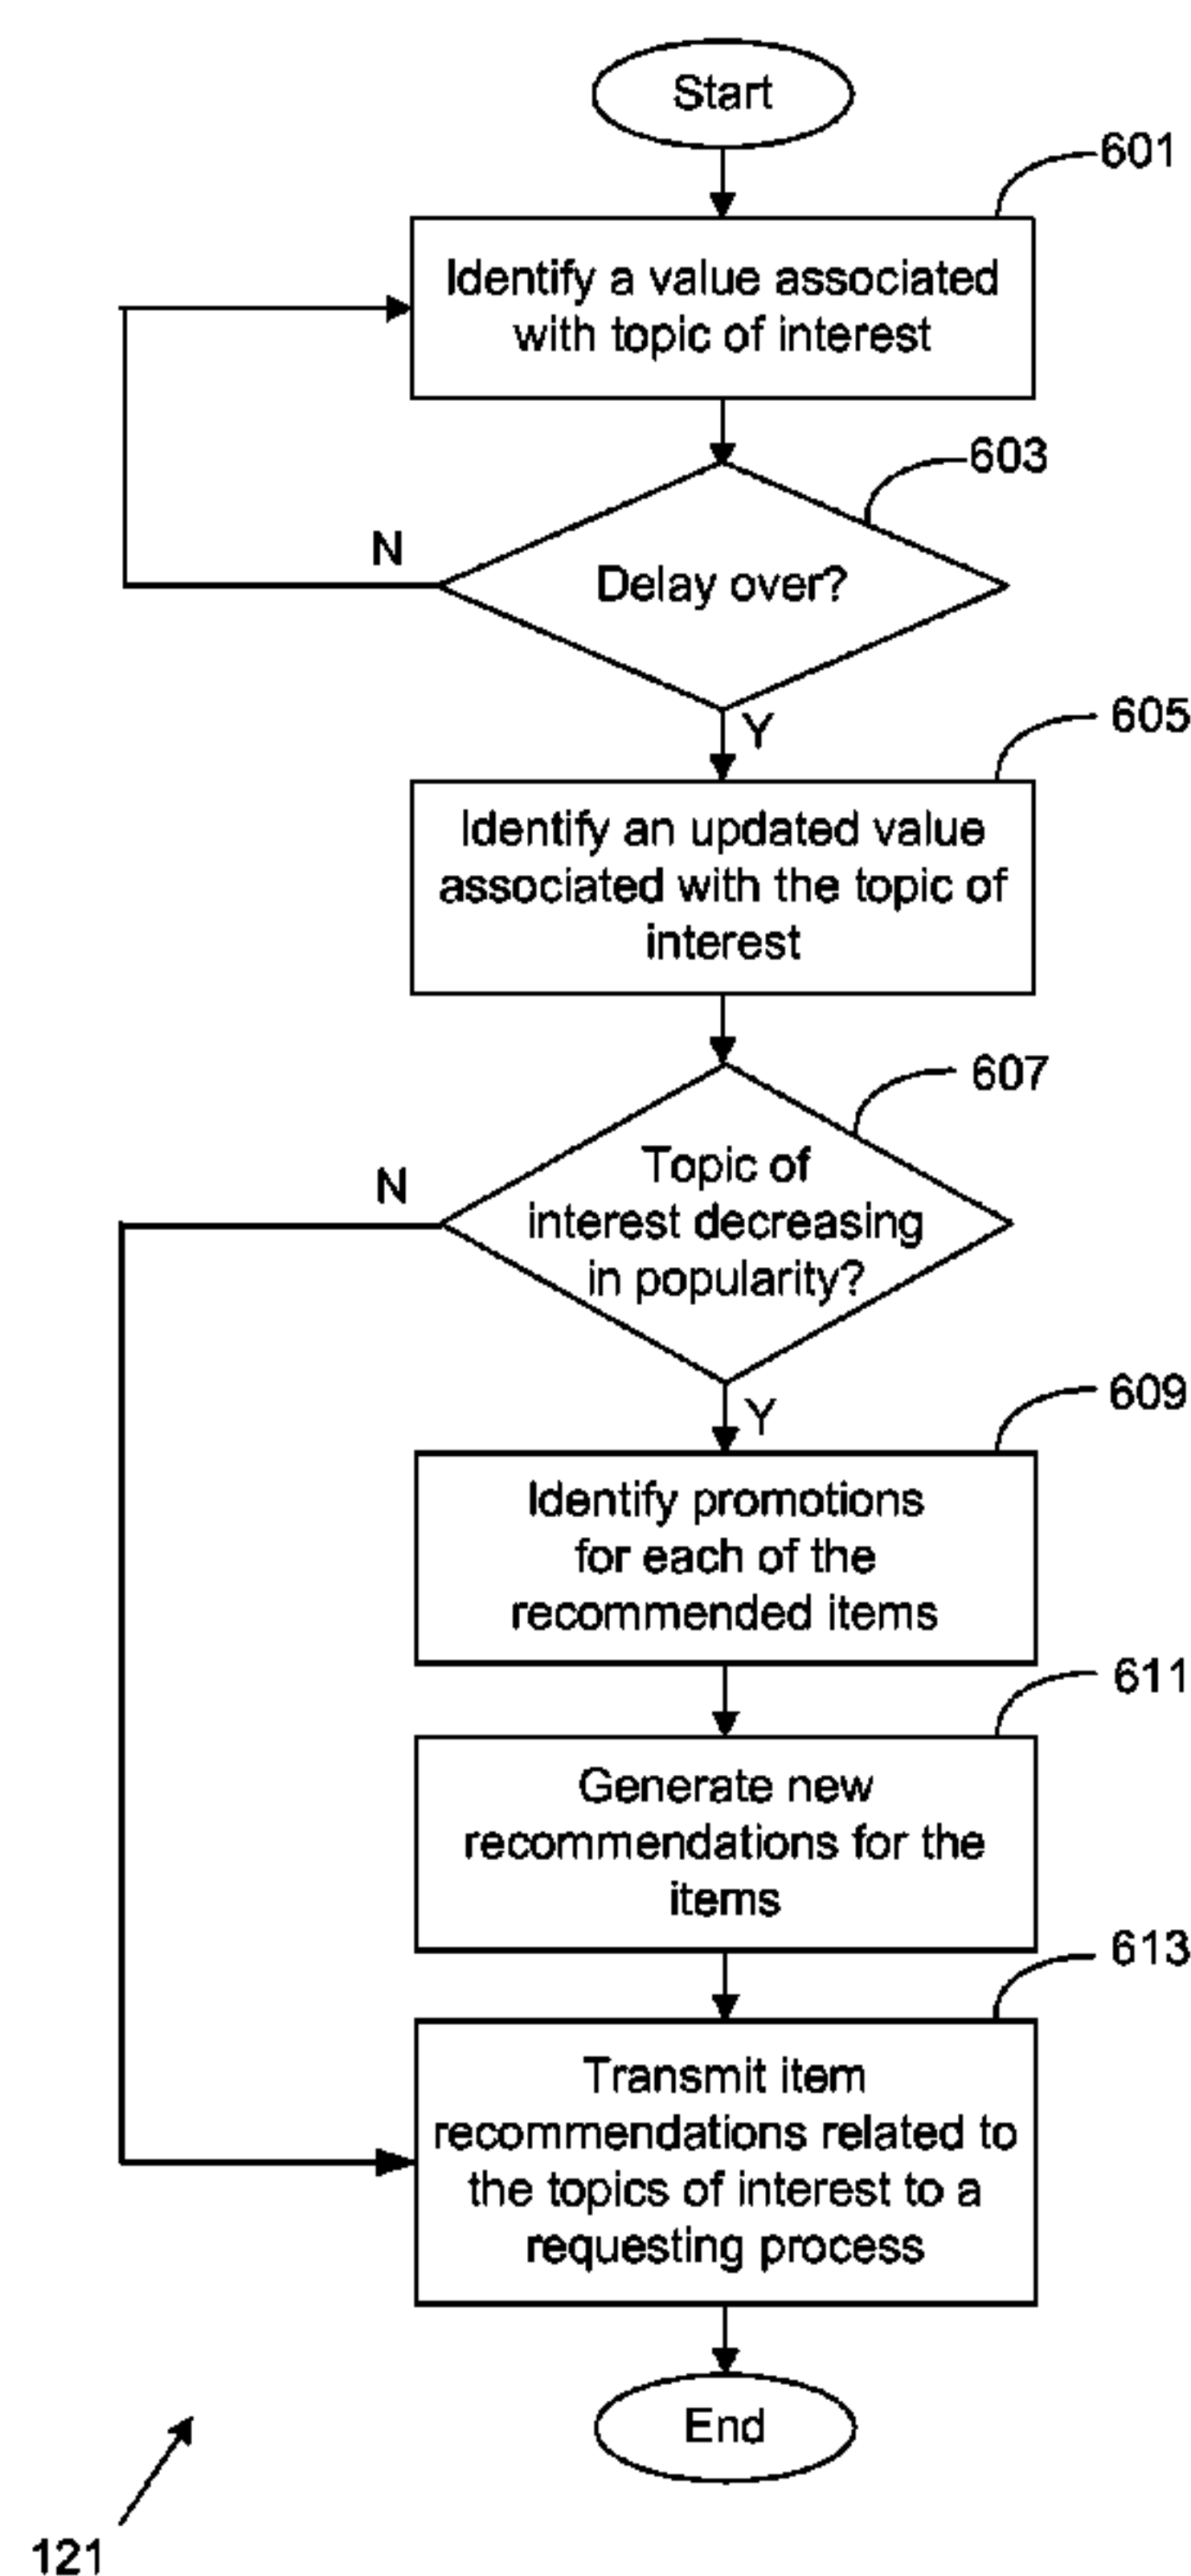 Start
601
Identify a value associated
with topic of interest
603
N
Delay over?
Y
605
Identify an updated value
associated with the topic of
interest
607
N
Topic of
interest decreasing
in popularity?
Y
609
Identify promotions
for each of the
recommended items
611
Generate new
recommendations for the
items
613
Transmit item
recommendations related to
the topics of interest to a
requesting process
End
121